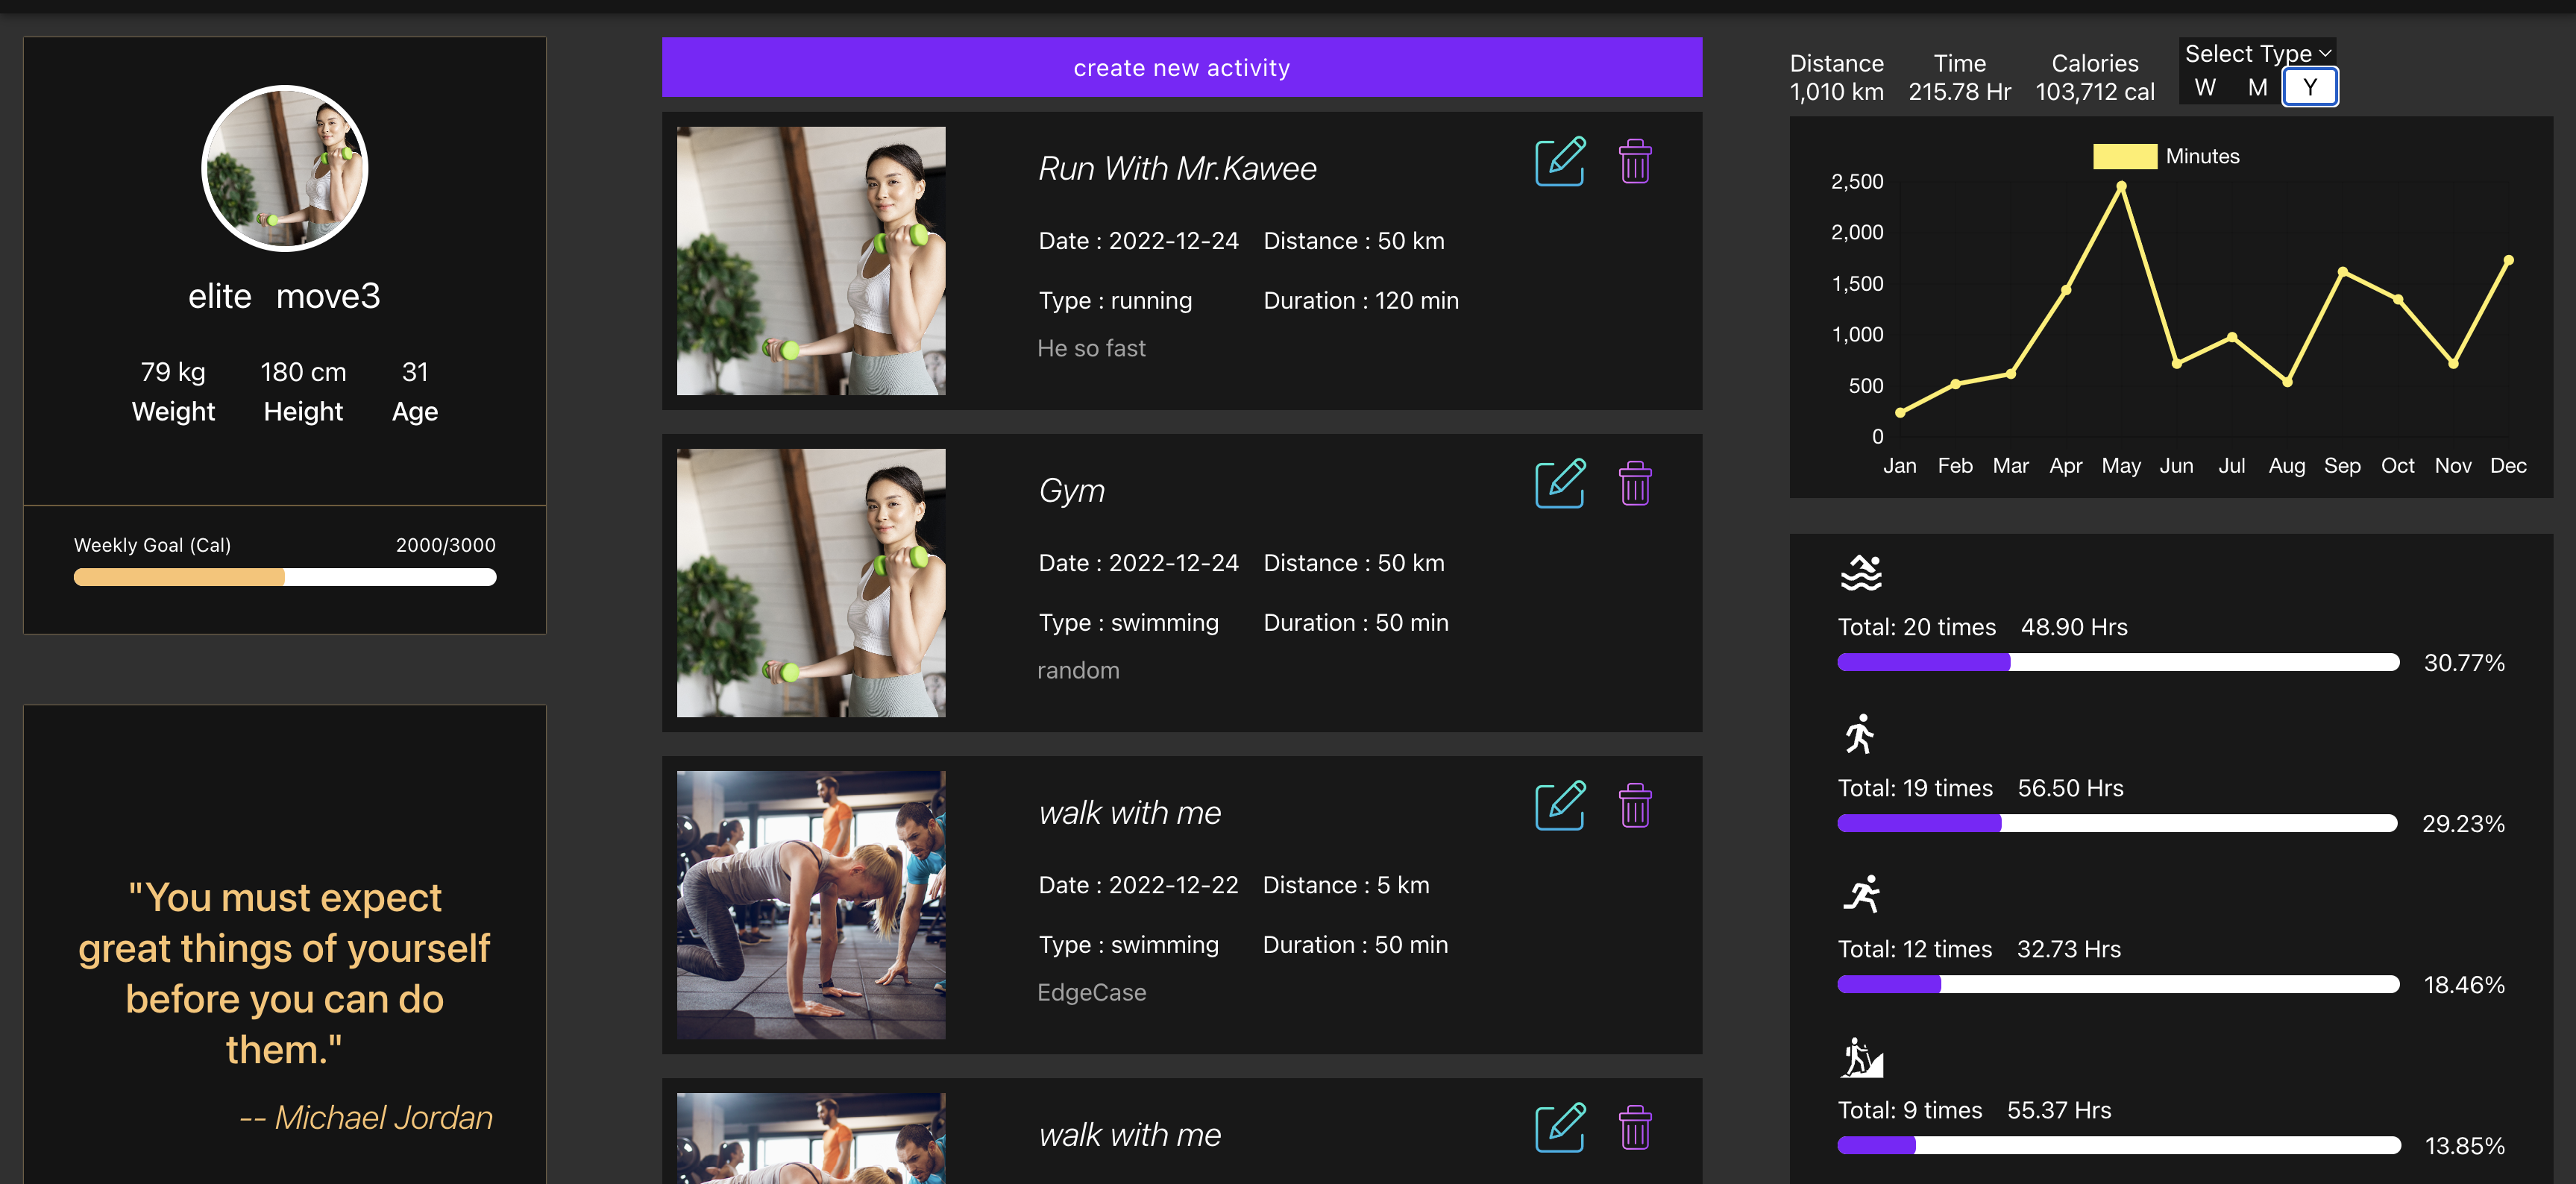 elite move3
79 kg 180 cm 31
Weight Height Age
Weekly Goal (Cal) 2000/3000
"You must expect
great things of yourself
before you can do
them."
-- Michael Jordan
create new activity
Run With Mr.Kawee
Date : 2022-12-24 Distance : 50 km
Type : running Duration : 120 min
He so fast
Gym
Date : 2022-12-24 Distance : 50 km
Type : swimming Duration : 50 min
random
walk with me
Date : 2022-12-22 Distance : 5 km
Type : swimming Duration : 50 min
EdgeCase
walk with me
Distance Time Calories
1,010 km 215.78 Hr 103,712 cal
Select Type
W M Y
Minutes
2,500
2,000
1,500
1,000
500
0
Jan Feb Mar Apr May Jun Jul Aug Sep Oct Nov Dec
Total: 20 times 48.90 Hrs
30.77%
Total: 19 times 56.50 Hrs
29.23%
Total: 12 times 32.73 Hrs
18.46%
Total: 9 times 55.37 Hrs
13.85%